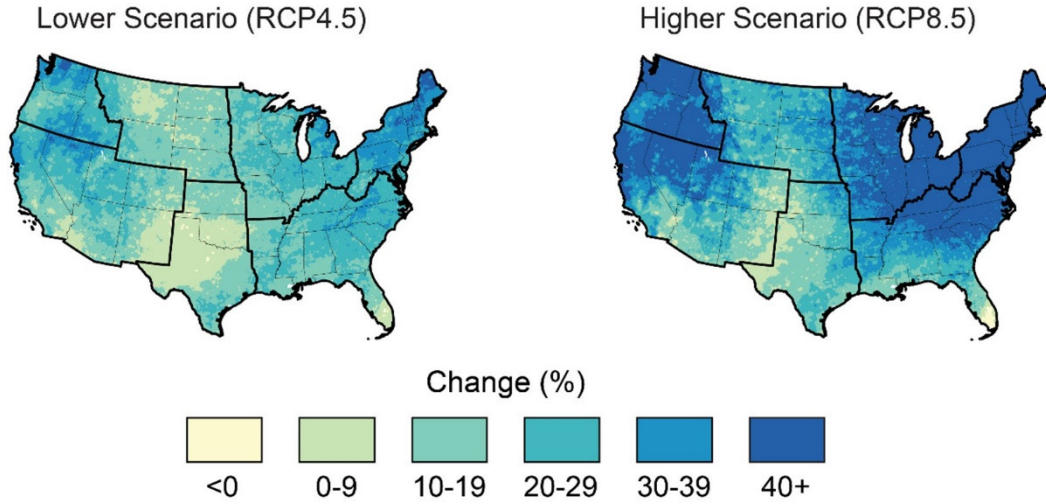 Lower Scenario (RCP4.5)
Higher Scenario (RCP8.5)
Change (%)
<0
0-9
10-19
20-29
30-39
40+